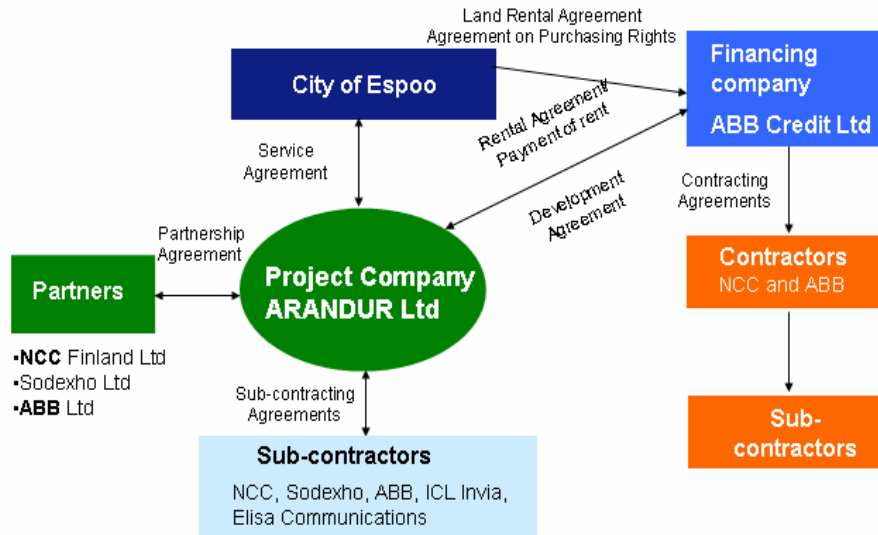 Land Rental Agreement
Agreement on Purchasing Rights
City of Espoo
Financing
company
ABB Credit Ltd
Rental Agreement/
Payment of rent
Service
Agreement
Development
Agreement
Contracting
Agreements
Partnership
Agreement
Partners
Project Company
ARANDUR Ltd
Contractors
NCC and ABB
▪NCC Finland Ltd
▪Sodexho Ltd
▪ABB Ltd
Sub-contracting
Agreements
Sub-
contractors
Sub-contractors
NCC, Sodexho, ABB, ICL Invia,
Elisa Communications